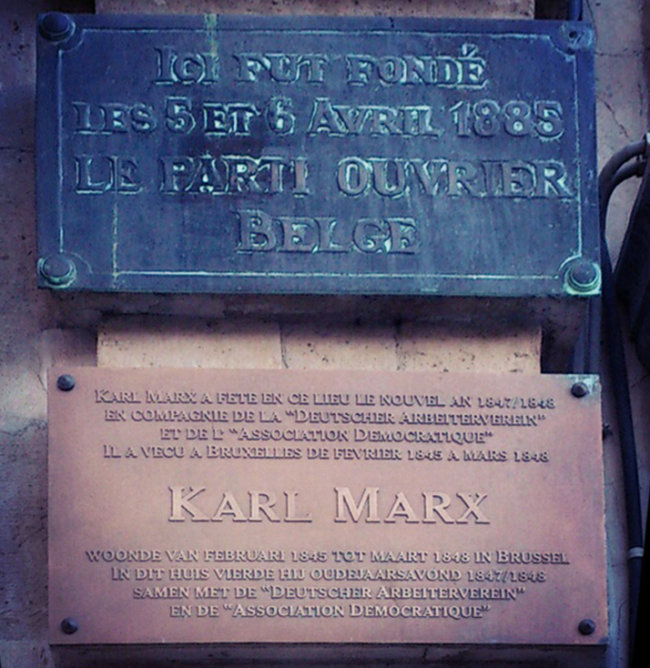 ICI FUT FONDÉ
LES 5 ET 6 AVRIL 1885
LE PARTI OUVRIER
BELGE
KARL MARX A FETE EN CE LIEU LE NOUVEL AN 1847/1848
EN COMPAGNIE DE LA "DEUTSCHER ARBEITERVEREIN"
ET DE L' "ASSOCIATION DEMOCRATIQUE"
IL A VECU A BRUXELLES DE FEVRIER 1845 A MARS 1848
KARL MARX
WOONDE VAN FEBRUARI 1845 TOT MAART 1848 IN BRUSSEL
IN DIT HUIS VIERDE HIJ OUDEJAARSAVOND 1847/1848
SAMEN MET DE "DEUTSCHER ARBEITERVEREIN"
EN DE "ASSOCIATION DEMOCRATIQUE"